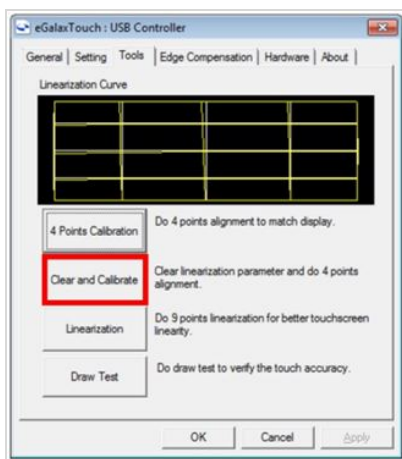 eGalaxTouch : USB Controller
General Setting Tools Edge Compensation Hardware About
Linearization Curve
4 Points Calibration
Do 4 points alignment to match display.
Clear and Calibrate
Clear linearization parameter and do 4 points
alignment.
Linearization
Do 9 points linearization for better touchscreen
linearity.
Draw Test
Do draw test to verify the touch accuracy.
OK Cancel Apply